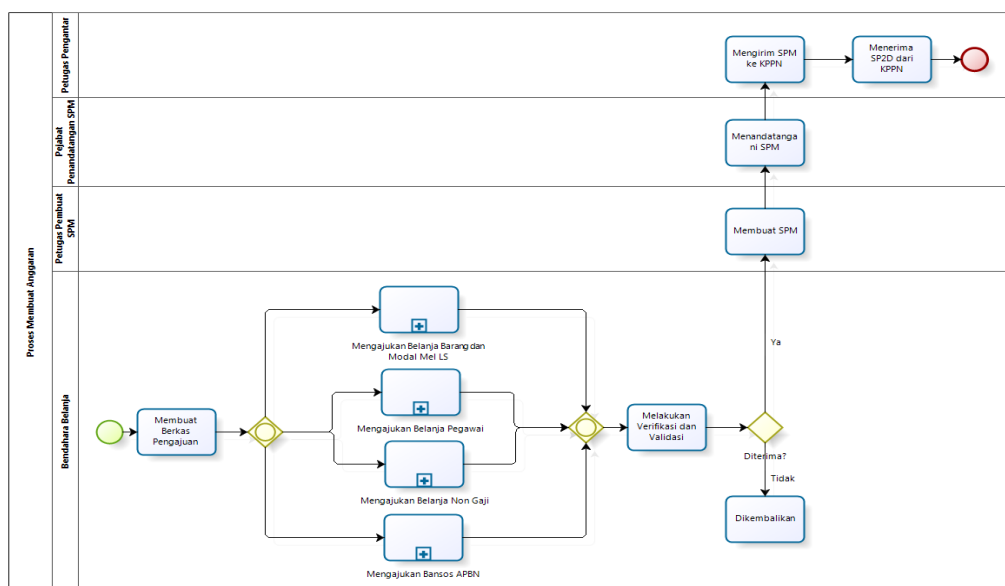 Proses Membuat Anggaran
Petugas Pengantar
Mengirim SPM
ke KPPN
Menerima
SP2D dari
KPPN
Pejabat
Penandatangan SPM
Menandatanga
ni SPM
Petugas Pembuat
SPM
Membuat SPM
Bendahara Belanja
Membuat
Berkas
Pengajuan
Mengajukan Belanja Barang dan
Modal Mel LS
Mengajukan Belanja Pegawai
Mengajukan Belanja Non Gaji
Mengajukan Bansos APBN
Melakukan
Verifikasi dan
Validasi
Diterima?
Ya
Tidak
Dikembalikan